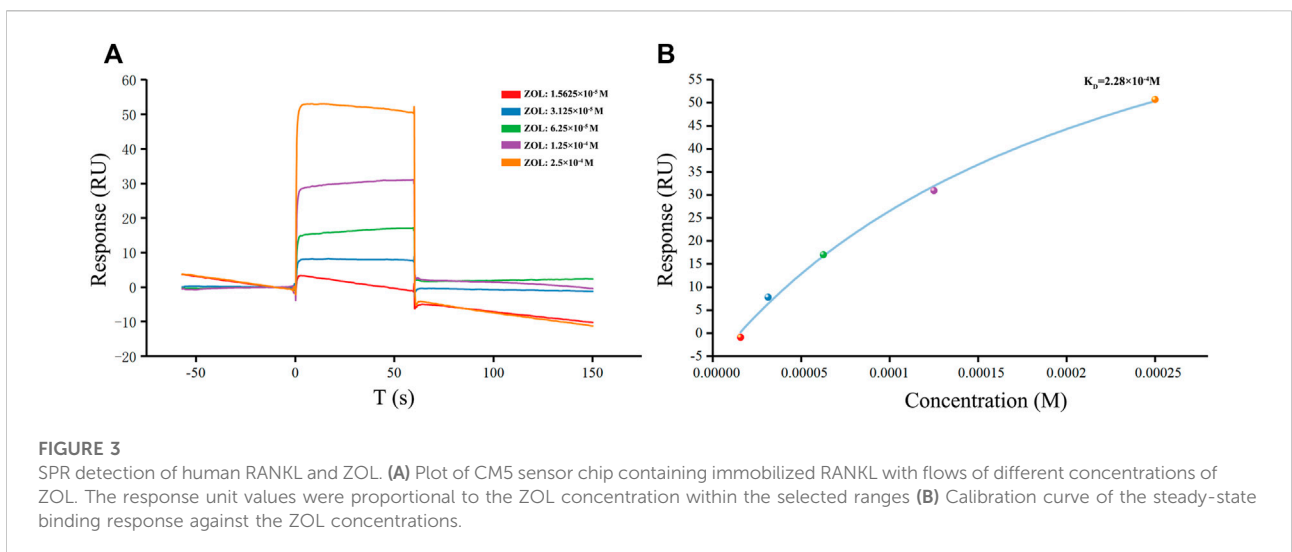 A
B
60
50
40
30
20
10
0
−10
−20
Response (RU)
-50
0
50
100
150
T (s)
ZOL: 1.5625×10⁻⁵ M
ZOL: 3.125×10⁻⁵ M
ZOL: 6.25×10⁻⁵ M
ZOL: 1.25×10⁻⁴ M
ZOL: 2.5×10⁻⁴ M
55
50
45
40
35
30
25
20
15
10
5
0
-5
Response (RU)
K_D=2.28×10⁻⁴M
0.00000
0.00005
0.0001
0.00015
0.0002
0.00025
Concentration (M)
FIGURE 3
SPR detection of human RANKL and ZOL. (A) Plot of CM5 sensor chip containing immobilized RANKL with flows of different concentrations of
ZOL. The response unit values were proportional to the ZOL concentration within the selected ranges (B) Calibration curve of the steady-state
binding response against the ZOL concentrations.